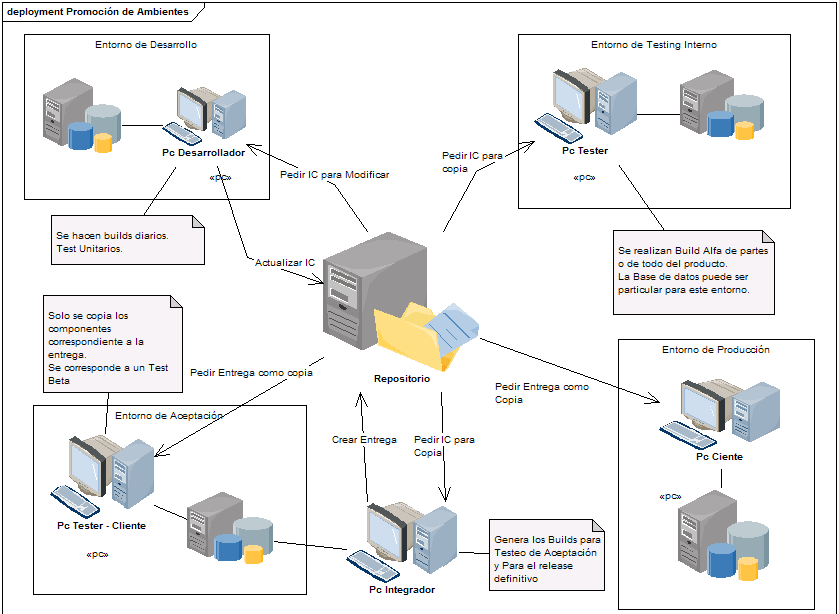 deployment Promoción de Ambientes
Entorno de Desarrollo
Pc Desarrollador
«pc»
Se hacen builds diarios.
Test Unitarios.
Entorno de Testing Interno
Pc Tester
«pc»
Se realizan Build Alfa de partes
o de todo del producto.
La Base de datos puede ser
particular para este entorno.
Pedir IC para Modificar
Pedir IC para
copia
Actualizar IC
Repositorio
Solo se copia los
componentes
correspondiente a la
entrega.
Se corresponde a un Test
Beta
Pedir Entrega como copia
Pedir Entrega como
Copia
Entorno de Aceptación
Pc Tester - Cliente
«pc»
Crear Entrega
Pedir IC para
Copia
Pc Integrador
Genera los Builds para
Testeo de Aceptación
y Para el release
definitivo
Entorno de Producción
Pc Ciente
«pc»